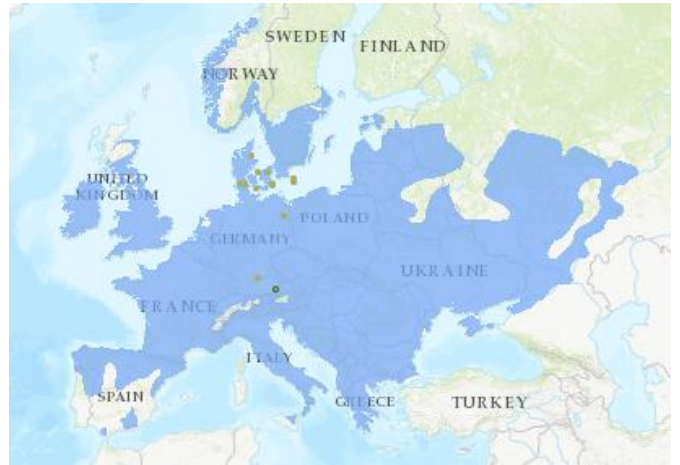 SWEDEN
FINLAND
NORWAY
UNITED
KINGDOM
POLAND
GERMANY
UKRAINE
FRANCE
ITALY
SPAIN
GREECE
TURKEY